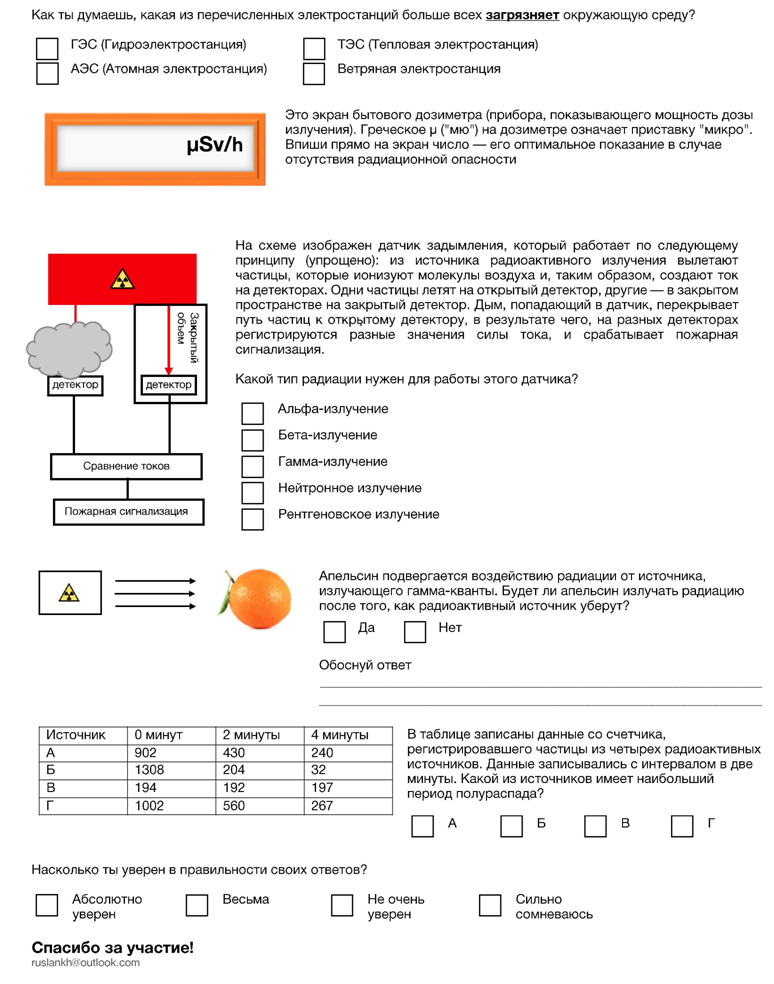 Как ты думаешь, какая из перечисленных электростанций больше всех загрязняет окружающую среду?
ГЭС (Гидроэлектростанция)
ТЭС (Тепловая электростанция)
АЭС (Атомная электростанция)
Ветряная электростанция
µSv/h
Это экран бытового дозиметра (прибора, показывающего мощность дозы
излучения). Греческое µ ("мю") на дозиметре означает приставку "микро".
Впиши прямо на экран число — его оптимальное показание в случае
отсутствия радиационной опасности
На схеме изображен датчик задымления, который работает по следующему
принципу (упрощено): из источника радиоактивного излучения вылетают
частицы, которые ионизуют молекулы воздуха и, таким образом, создают ток
на детекторах. Одни частицы летят на открытый детектор, другие — в закрытом
пространстве на закрытый детектор. Дым, попадающий в датчик, перекрывает
путь частиц к открытому детектору, в результате чего, на разных детекторах
регистрируются разные значения силы тока, и срабатывает пожарная
сигнализация.
Закрытый
объем
детектор
детектор
Сравнение токов
Пожарная сигнализация
Какой тип радиации нужен для работы этого датчика?
Альфа-излучение
Бета-излучение
Гамма-излучение
Нейтронное излучение
Рентгеновское излучение
Апельсин подвергается воздействию радиации от источника,
излучающего гамма-кванты. Будет ли апельсин излучать радиацию
после того, как радиоактивный источник уберут?
Да
Нет
Обоснуй ответ
Источник 0 минут 2 минуты 4 минуты
А 902 430 240
Б 1308 204 32
В 194 192 197
Г 1002 560 267
В таблице записаны данные со счетчика,
регистрировавшего частицы из четырех радиоактивных
источников. Данные записывались с интервалом в две
минуты. Какой из источников имеет наибольший
период полураспада?
А
Б
В
Г
Насколько ты уверен в правильности своих ответов?
Абсолютно
уверен
Весьма
Не очень
уверен
Сильно
сомневаюсь
Спасибо за участие!
ruslankh@outlook.com